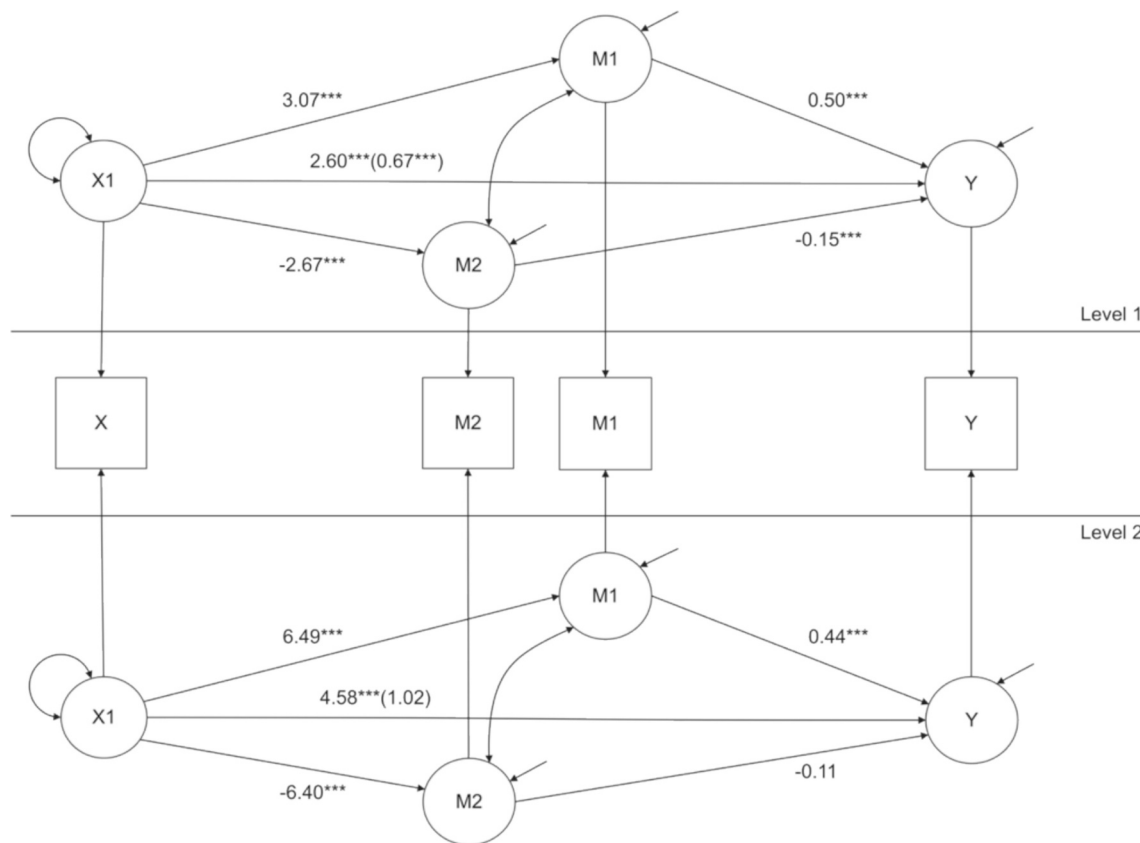 M1
3.07***
0.50***
X1
2.60***(0.67***)
Y
-2.67***
M2
-0.15***
Level 1
X
M2
M1
Y
Level 2
M1
6.49***
0.44***
X1
4.58***(1.02)
Y
-6.40***
M2
-0.11